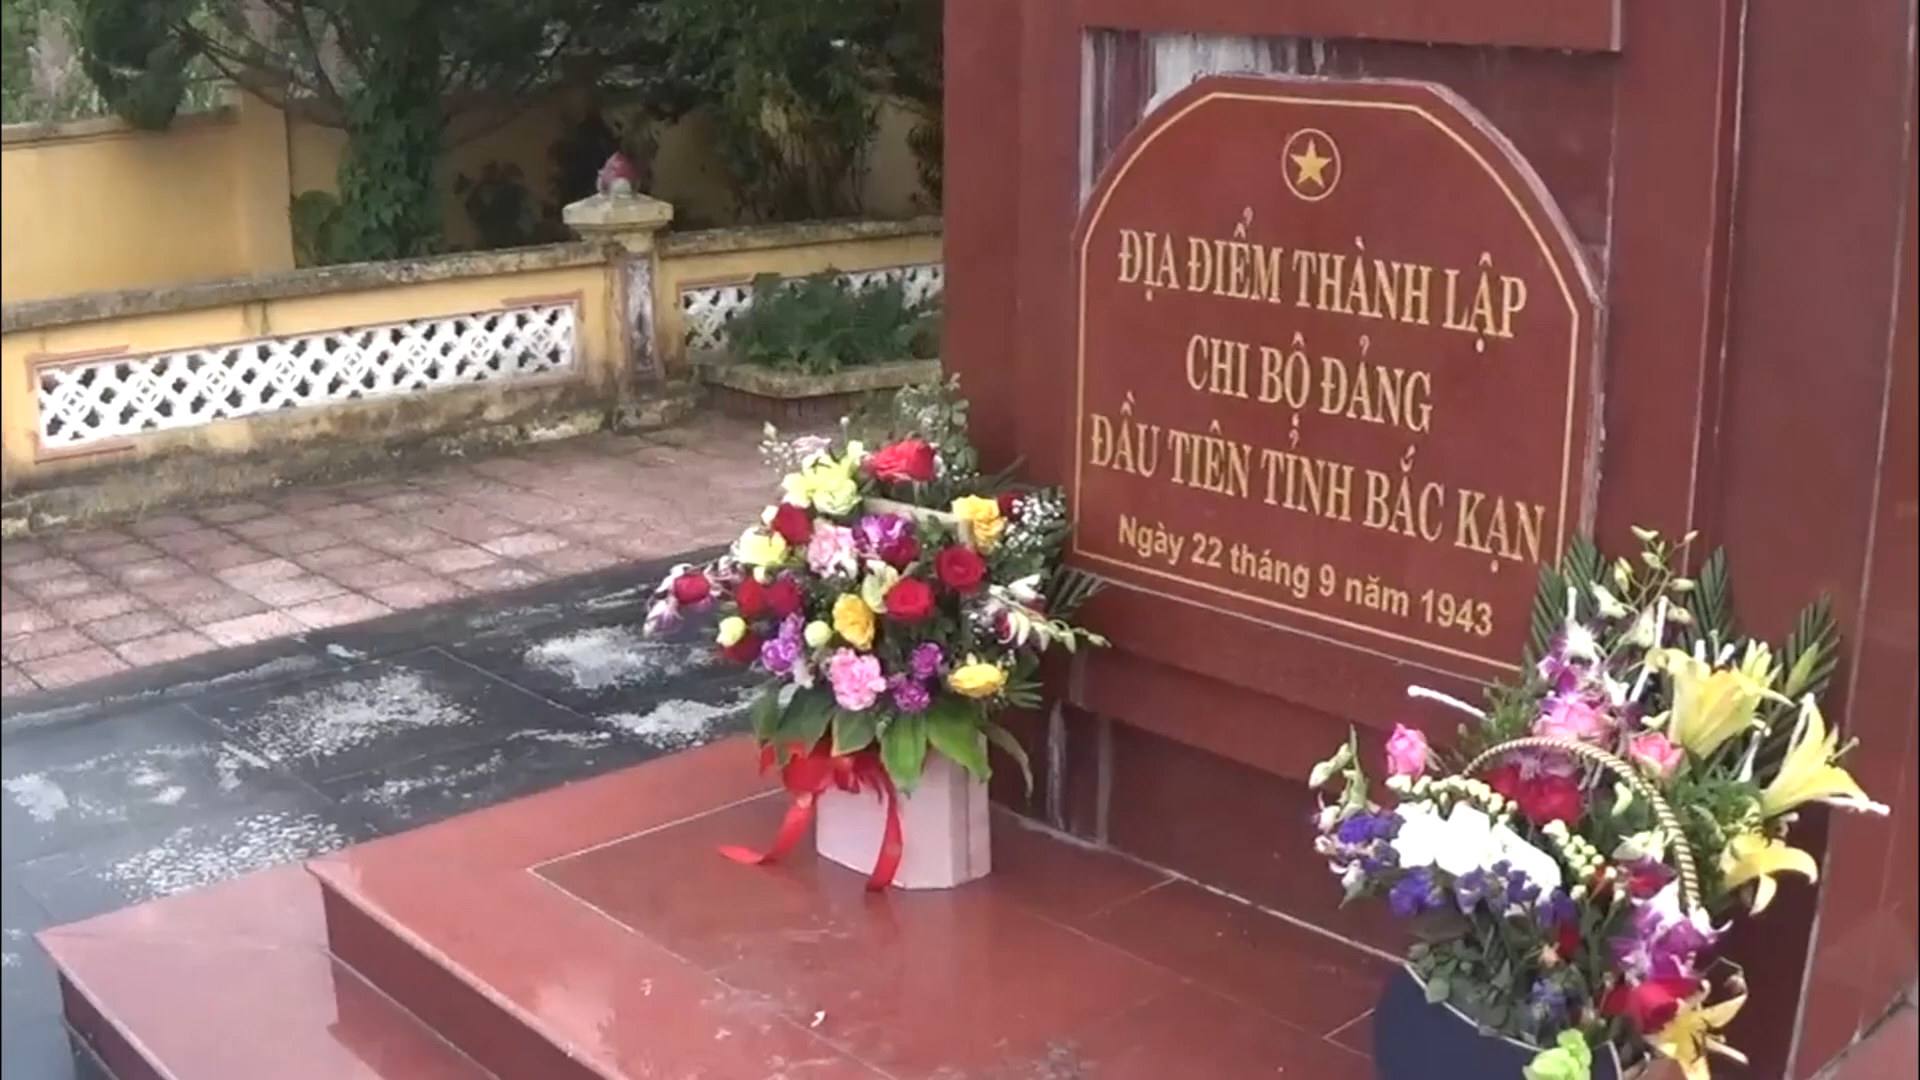 ĐỊA ĐIỂM THÀNH LẬP
CHI BỘ ĐẢNG
ĐẦU TIÊN TỈNH BẮC KẠN
Ngày 22 tháng 9 năm 1943